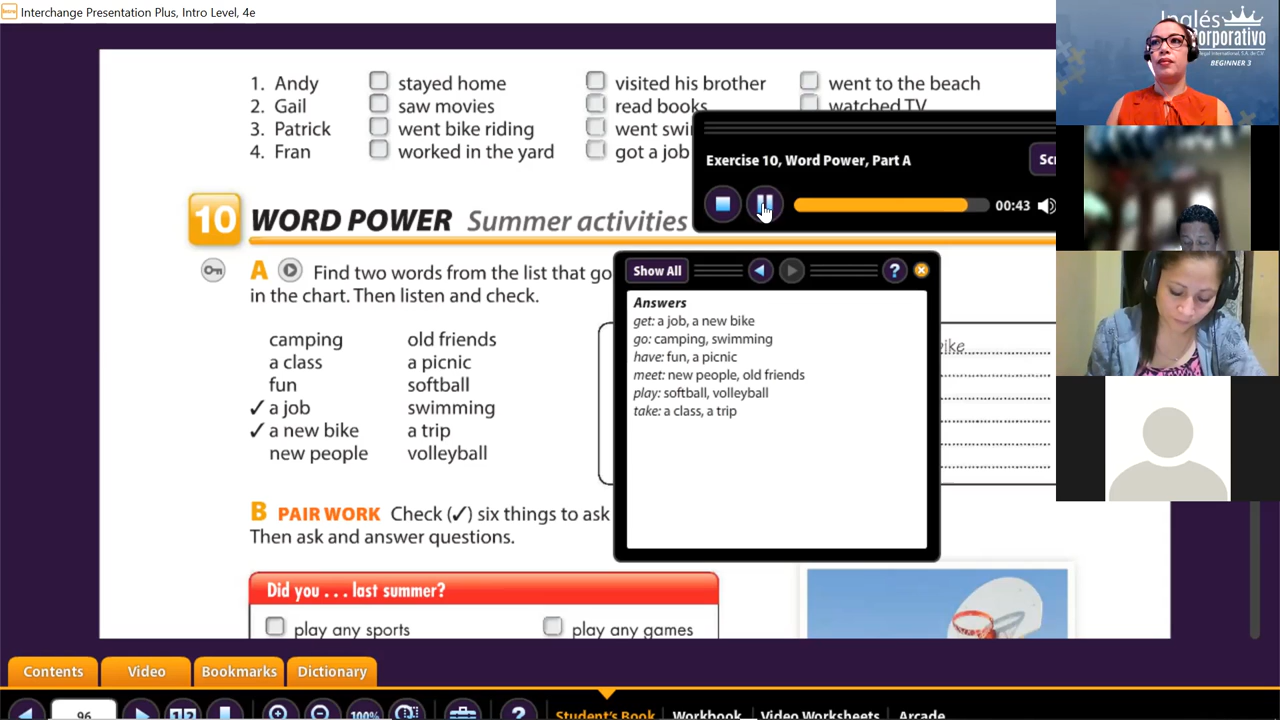 Interchange Presentation Plus, Intro Level, 4e
Inglés
Corporativo
BEGINNER 3
1. Andy stayed home visited his brother went to the beach
2. Gail saw movies read books watched TV
3. Patrick went bike riding went swi
4. Fran worked in the yard got a job
Exercise 10, Word Power, Part A
Sc
00:43
10 WORD POWER Summer activities
A Find two words from the list that go
in the chart. Then listen and check.
camping old friends
a class a picnic
fun softball
✓ a job swimming
✓ a new bike a trip
new people volleyball
Show All ?
Answers
get: a job, a new bike
go: camping, swimming
have: fun, a picnic
meet: new people, old friends
play: softball, volleyball
take: a class, a trip
bike
B PAIR WORK Check (✓) six things to ask
Then ask and answer questions.
Did you . . . last summer?
play any sports play any games
Contents Video Bookmarks Dictionary
96 100% ? Student's Book Workbook Video Worksheets Arcade